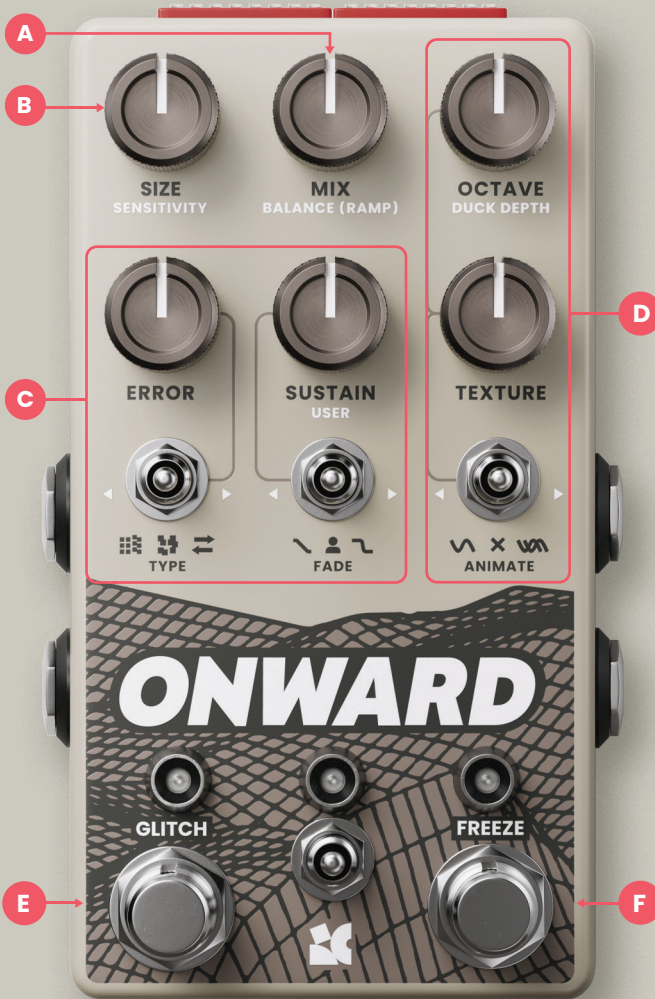 A
B
SIZE
SENSITIVITY
MIX
BALANCE (RAMP)
OCTAVE
DUCK DEPTH
D
C
ERROR
SUSTAIN
USER
TEXTURE
TYPE
FADE
ANIMATE
ONWARD
GLITCH
FREEZE
E
F